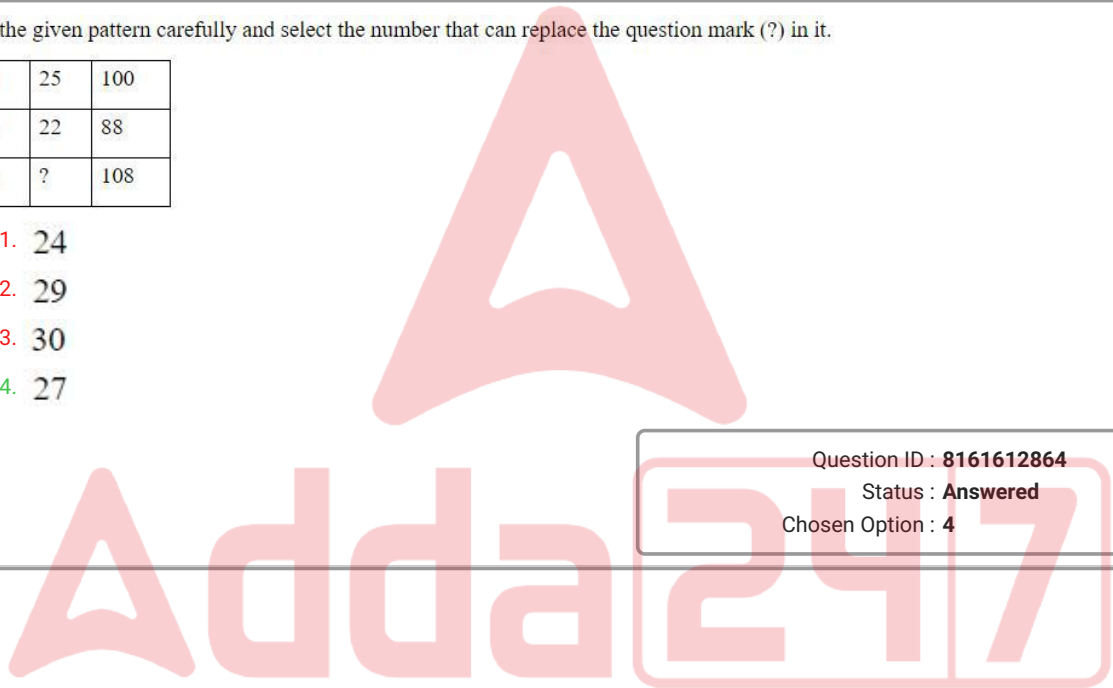 the given pattern carefully and select the number that can replace the question mark (?) in it.
25 100
22 88
? 108
1. 24
2. 29
3. 30
4. 27
Question ID : 8161612864
Status : Answered
Chosen Option : 4
Adda247